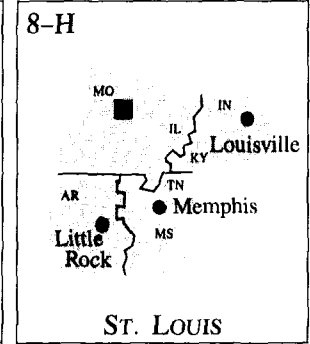 8–H
MO
IN
IL
Louisville
KY
TN
AR
Memphis
Little
Rock
MS
ST. LOUIS